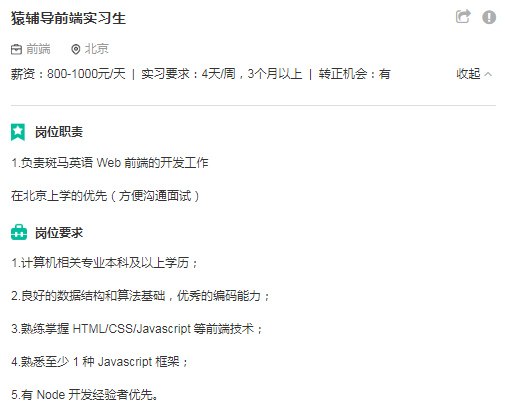 猿辅导前端实习生
前端 北京
薪资：800-1000元/天 | 实习要求：4天/周，3个月以上 | 转正机会：有 收起
岗位职责
1.负责斑马英语 Web 前端的开发工作
在北京上学的优先（方便沟通面试）
岗位要求
1.计算机相关专业本科及以上学历；
2.良好的数据结构和算法基础，优秀的编码能力；
3.熟练掌握 HTML/CSS/Javascript 等前端技术；
4.熟悉至少 1 种 Javascript 框架；
5.有 Node 开发经验者优先。